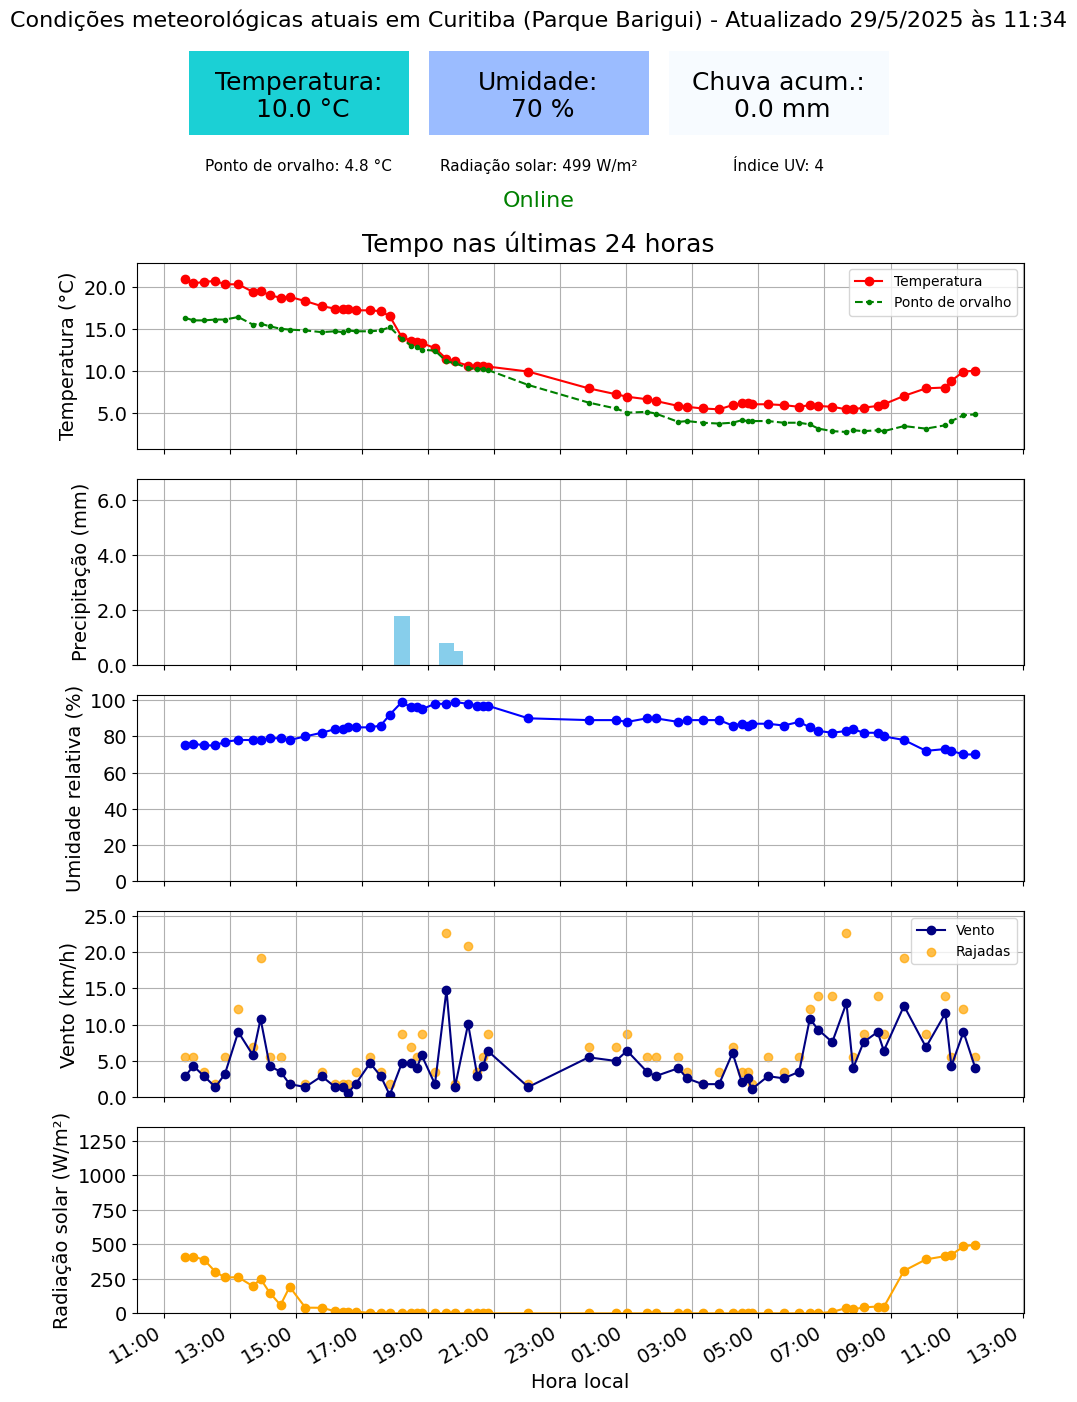 Condições meteorológicas atuais em Curitiba (Parque Barigui) - Atualizado 29/5/2025 às 11:34
Temperatura:
10.0 °C
Umidade:
70 %
Chuva acum.:
0.0 mm
Ponto de orvalho: 4.8 °C
Radiação solar: 499 W/m²
Índice UV: 4
Online
Tempo nas últimas 24 horas
Temperatura (°C)
20.0
15.0
10.0
5.0
Temperatura
Ponto de orvalho
Precipitação (mm)
6.0
4.0
2.0
0.0
Umidade relativa (%)
100
80
60
40
20
0
Vento (km/h)
25.0
20.0
15.0
10.0
5.0
0.0
Vento
Rajadas
Radiação solar (W/m²)
1250
1000
750
500
250
0
11:00
13:00
15:00
17:00
19:00
21:00
23:00
01:00
03:00
05:00
07:00
09:00
11:00
13:00
Hora local